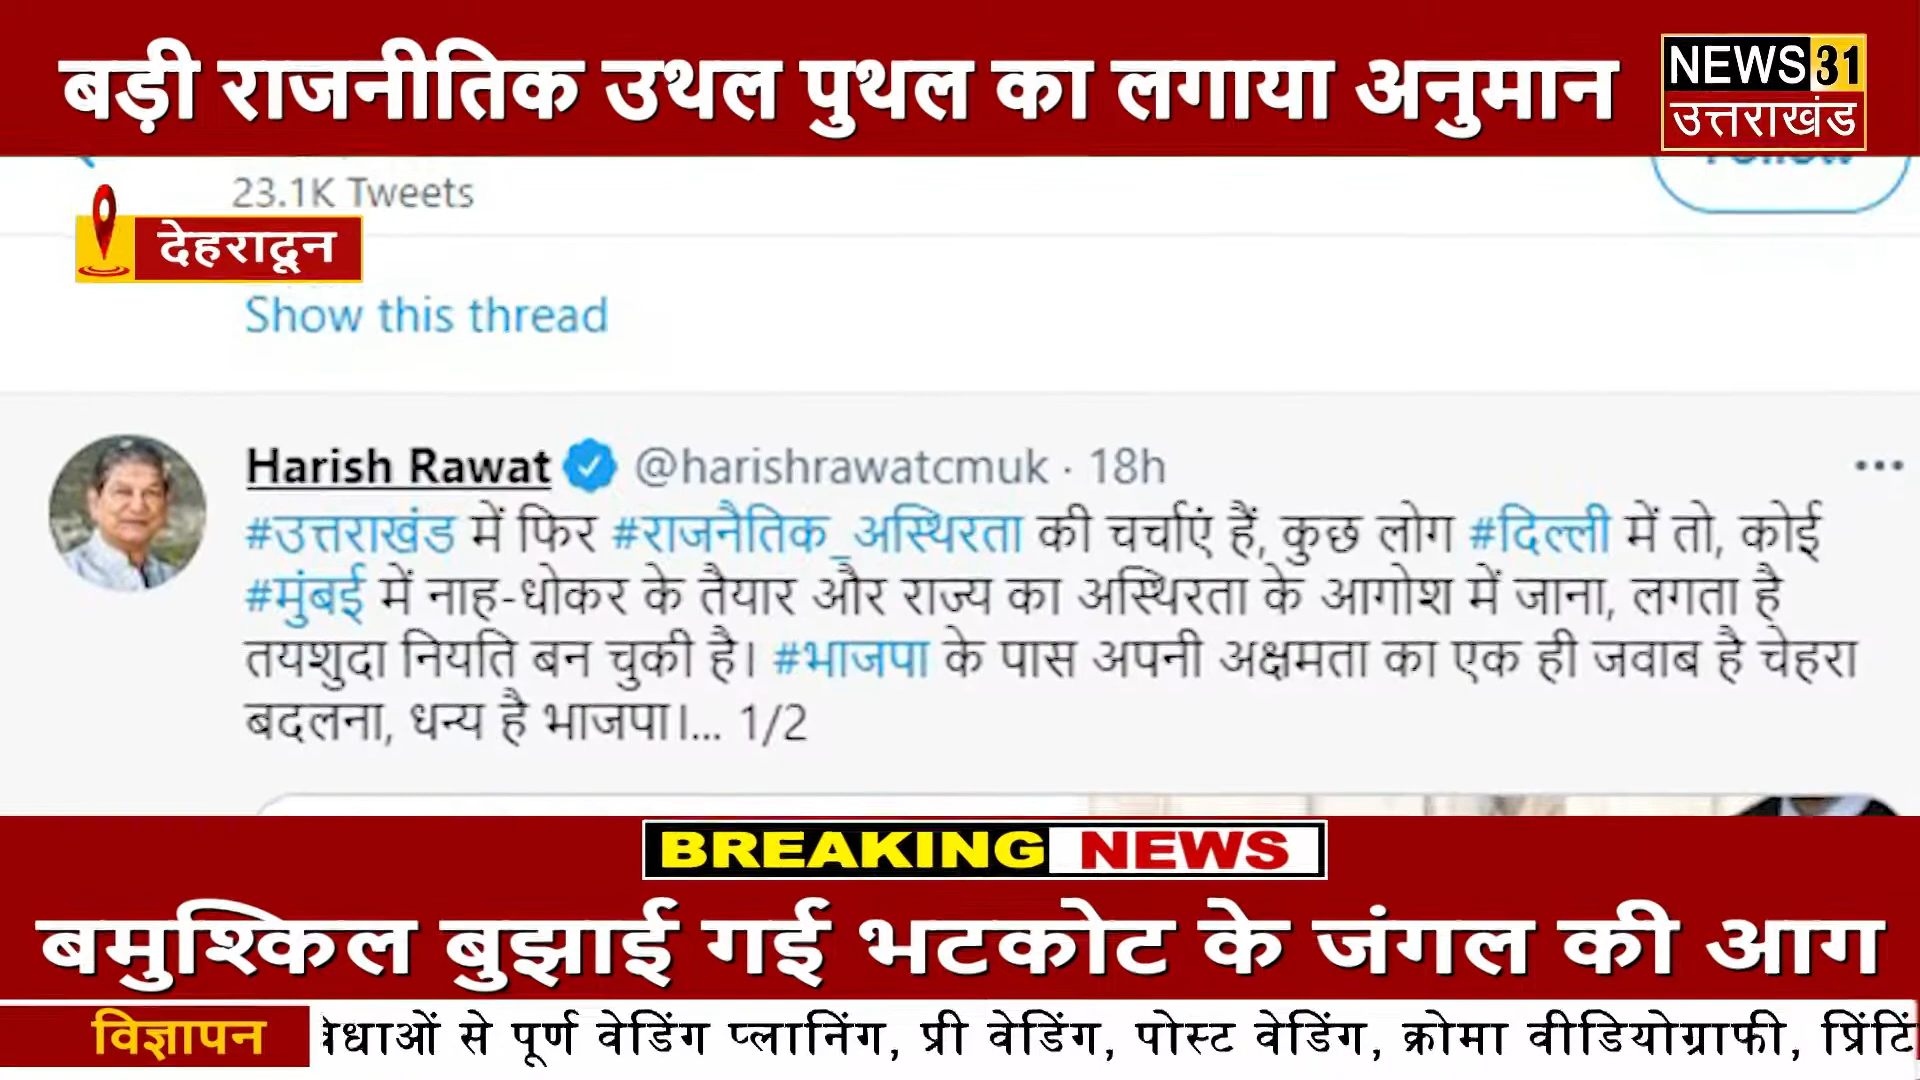 बड़ी राजनीतिक उथल पुथल का लगाया अनुमान
NEWS 31
उत्तराखंड
23.1K Tweets
देहरादून
Show this thread
Harish Rawat @harishrawatcmuk · 18h
#उत्तराखंड में फिर #राजनैतिक_अस्थिरता की चर्चाएं हैं, कुछ लोग #दिल्ली में तो, कोई
#मुंबई में नाह-धोकर के तैयार और राज्य का अस्थिरता के आगोश में जाना, लगता है
तयशुदा नियति बन चुकी है। #भाजपा के पास अपनी अक्षमता का एक ही जवाब है चेहरा
बदलना, धन्य है भाजपा।... 1/2
BREAKING NEWS
बमुश्किल बुझाई गई भटकोट के जंगल की आग
विज्ञापन
से पूर्ण वेडिंग प्लानिंग, प्री वेडिंग, पोस्ट वेडिंग, क्रोमा वीडियोग्राफी,